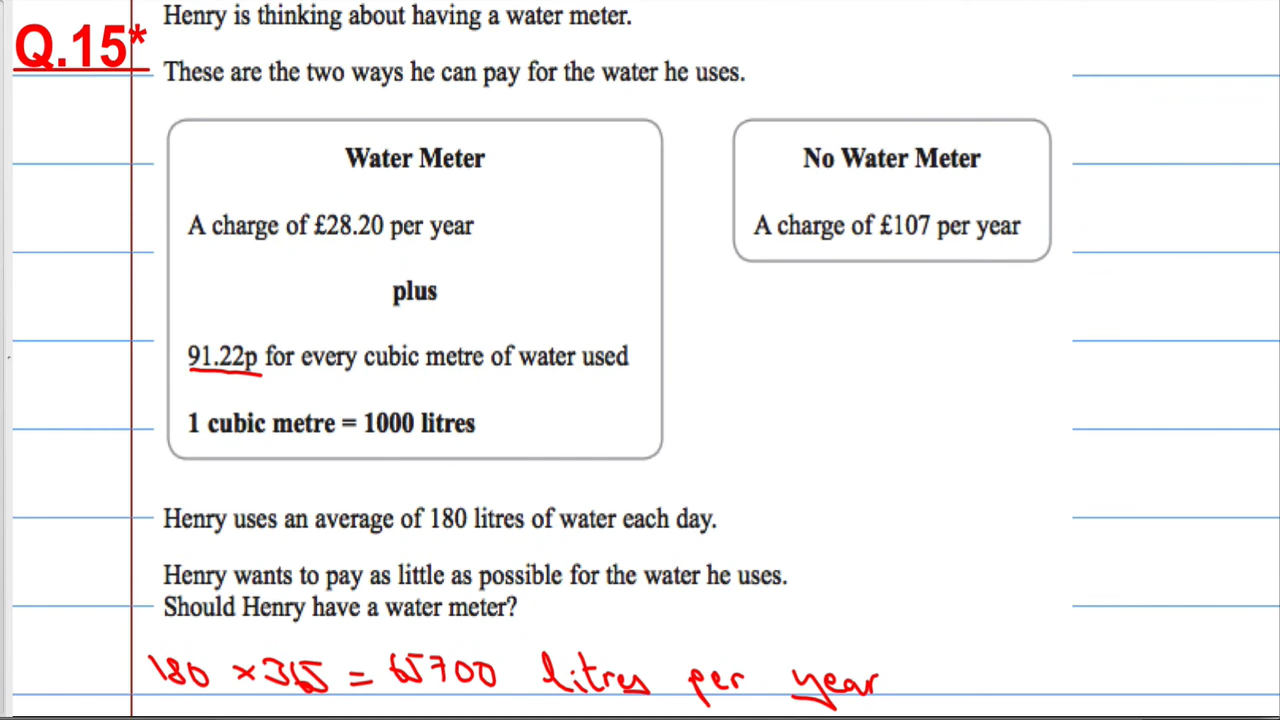 Henry is thinking about having a water meter.
Q.15*
These are the two ways he can pay for the water he uses.
Water Meter
A charge of £28.20 per year
plus
91.22p for every cubic metre of water used
1 cubic metre = 1000 litres
No Water Meter
A charge of £107 per year
Henry uses an average of 180 litres of water each day.
Henry wants to pay as little as possible for the water he uses.
Should Henry have a water meter?
180 × 365 = 65700 litres per year